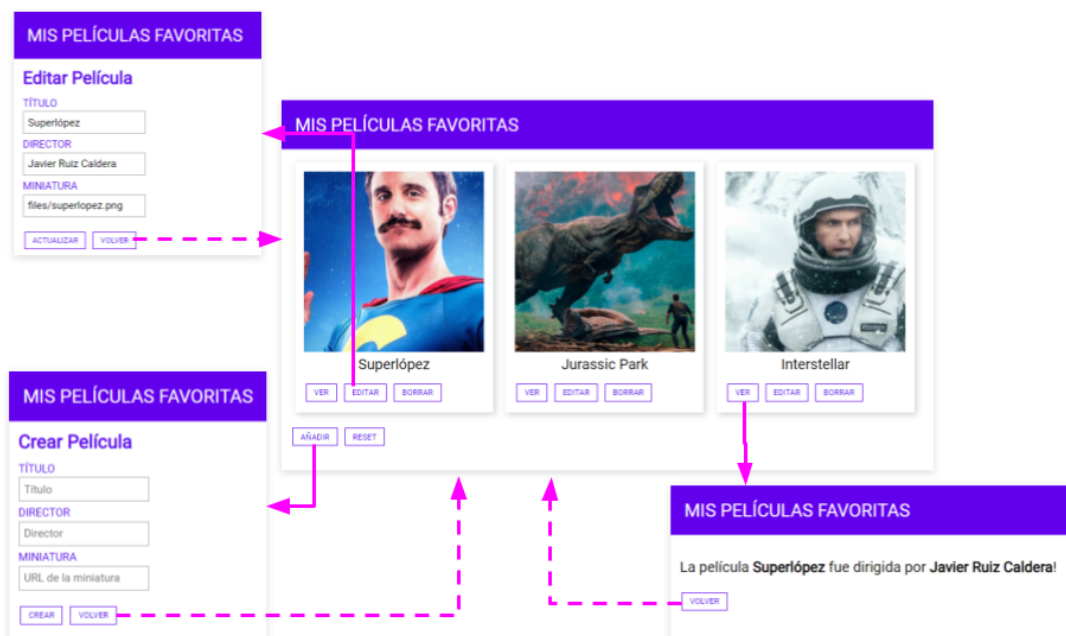 MIS PELÍCULAS FAVORITAS
Editar Película
TÍTULO
Superlópez
DIRECTOR
Javier Ruiz Caldera
MINIATURA
files/superlopez.png
ACTUALIZAR VOLVER
MIS PELÍCULAS FAVORITAS
Superlópez Jurassic Park Interstellar
VER EDITAR BORRAR VER EDITAR BORRAR VER EDITAR BORRAR
AÑADIR RESET
MIS PELÍCULAS FAVORITAS
Crear Película
TÍTULO
Título
DIRECTOR
Director
MINIATURA
URL de la miniatura
CREAR VOLVER
MIS PELÍCULAS FAVORITAS
La película Superlópez fue dirigida por Javier Ruiz Caldera!
VOLVER